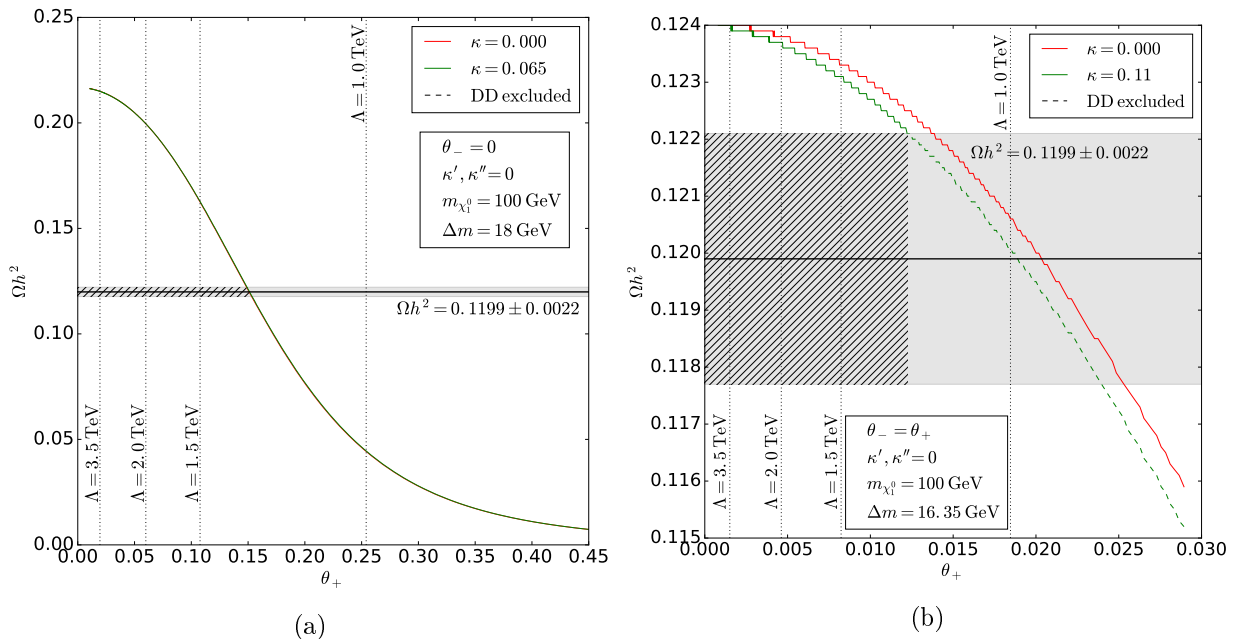 0.25
0.20
0.15
0.10
0.05
0.00
Ωh²
0.00 0.05 0.10 0.15 0.20 0.25 0.30 0.35 0.40 0.45
θ₊
Λ = 3.5 TeV
Λ = 2.0 TeV
Λ = 1.5 TeV
Λ = 1.0 TeV
κ = 0.000
κ = 0.065
DD excluded
θ₋ = 0
κ′, κ″ = 0
m_{χ₁⁰} = 100 GeV
Δm = 18 GeV
Ωh² = 0.1199 ± 0.0022
(a)
0.124
0.123
0.122
0.121
0.120
0.119
0.118
0.117
0.116
0.115
Ωh²
0.000 0.005 0.010 0.015 0.020 0.025 0.030
θ₊
Λ = 3.5 TeV
Λ = 2.0 TeV
Λ = 1.5 TeV
Λ = 1.0 TeV
κ = 0.000
κ = 0.11
DD excluded
Ωh² = 0.1199 ± 0.0022
θ₋ = θ₊
κ′, κ″ = 0
m_{χ₁⁰} = 100 GeV
Δm = 16.35 GeV
(b)